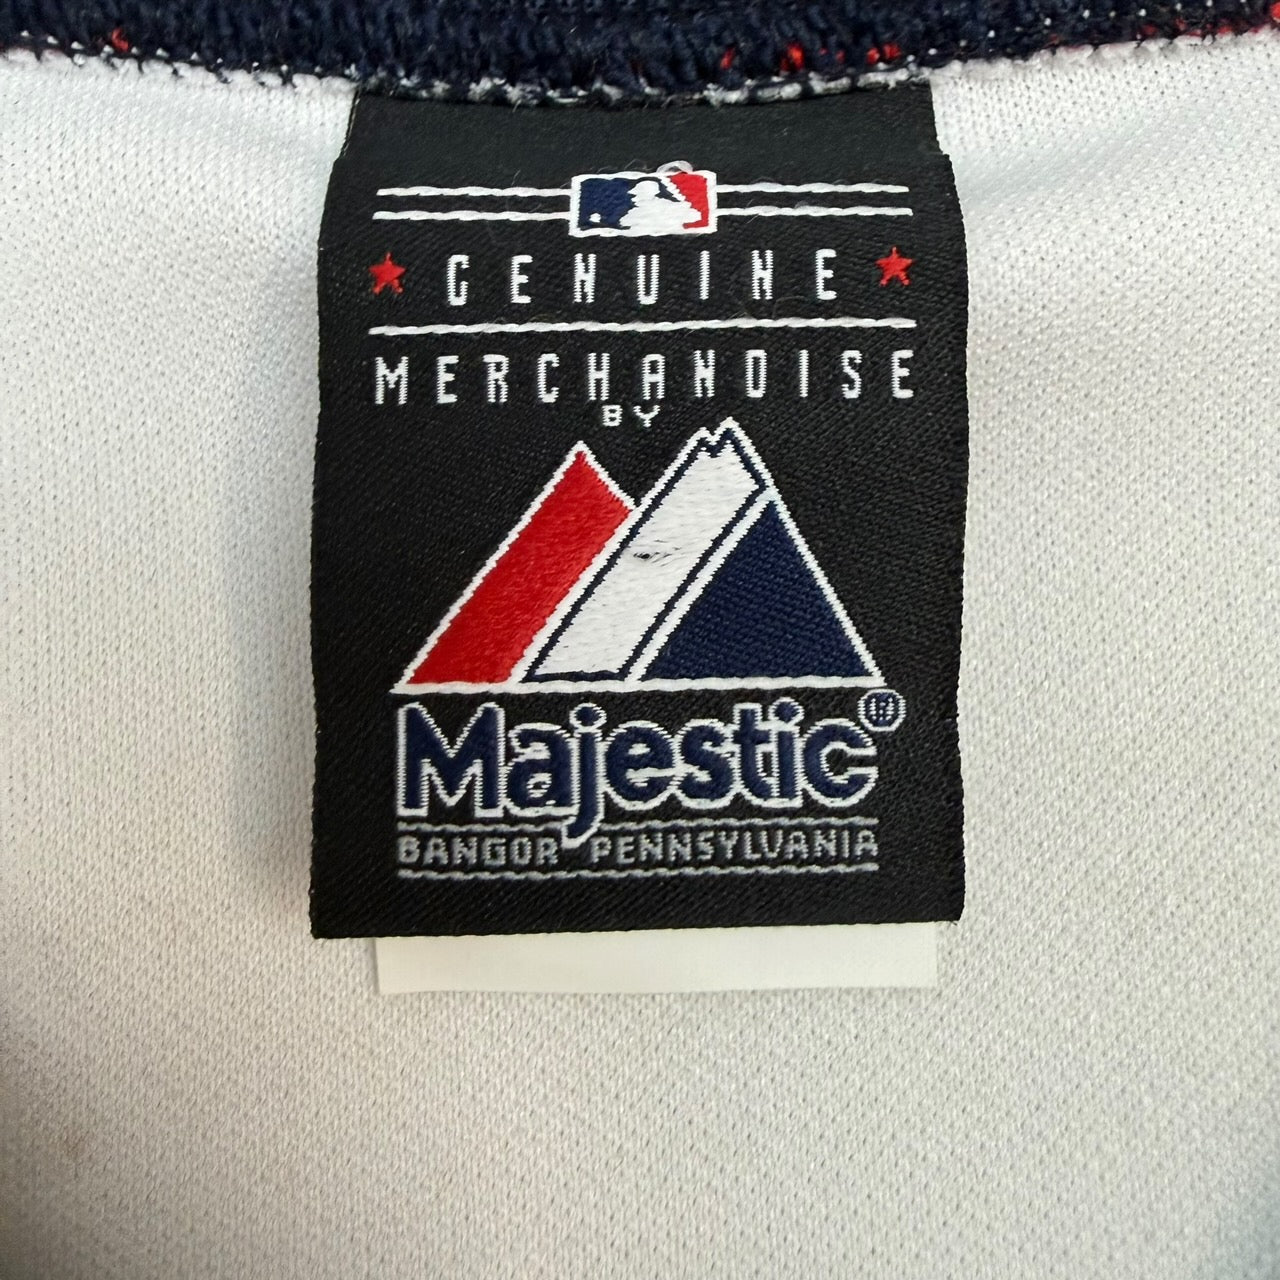 GENUINE
MERCHANDISE
BY
Majestic®
BANGOR PENNSYLVANIA